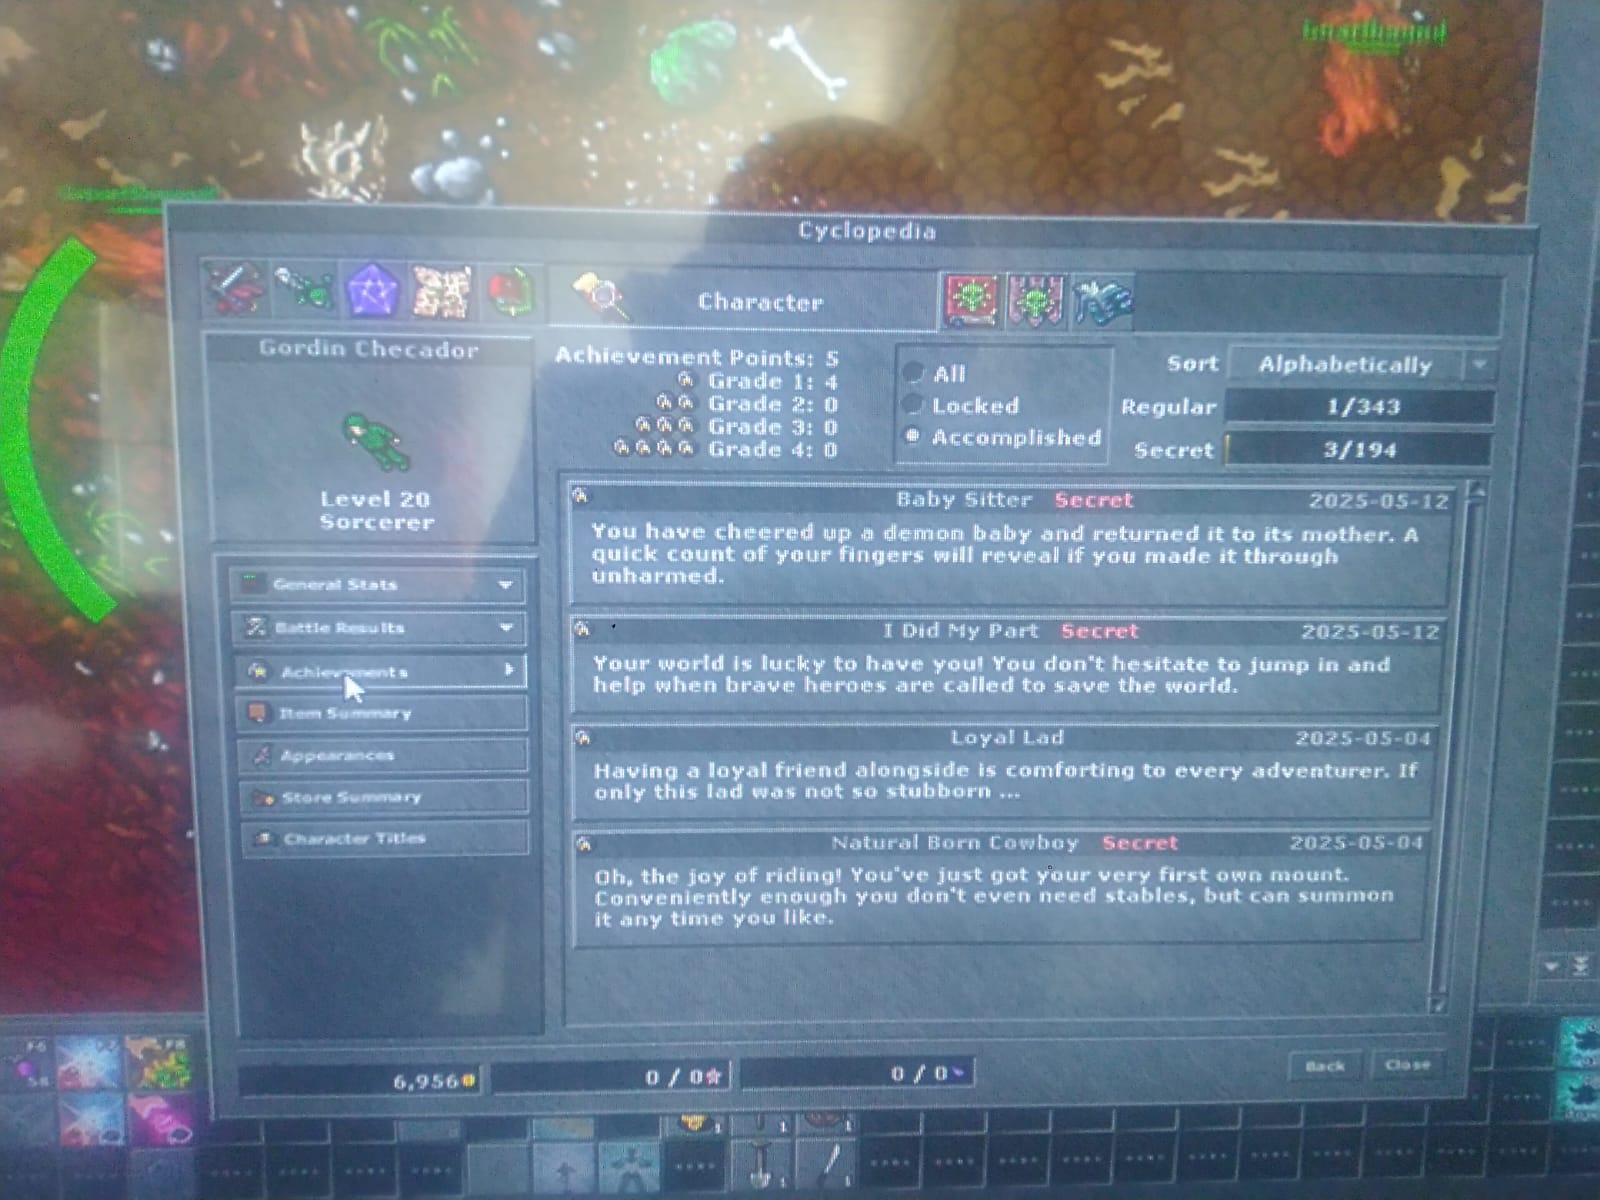 Cyclopedia
Character
Gordin Checador
Level 20
Sorcerer
General Stats
Battle Results
Achievements
Item Summary
Appearances
Store Summary
Character Titles
Achievement Points: 5
Grade 1: 4
Grade 2: 0
Grade 3: 0
Grade 4: 0
All
Locked
Accomplished
Sort Alphabetically
Regular 1/343
Secret 3/194
Baby Sitter Secret 2025-05-12
You have cheered up a demon baby and returned it to its mother. A
quick count of your fingers will reveal if you made it through
unharmed.
I Did My Part Secret 2025-05-12
Your world is lucky to have you! You don't hesitate to jump in and
help when brave heroes are called to save the world.
Loyal Lad 2025-05-04
Having a loyal friend alongside is comforting to every adventurer. If
only this lad was not so stubborn ...
Natural Born Cowboy Secret 2025-05-04
Oh, the joy of riding! You've just got your very first own mount.
Conveniently enough you don't even need stables, but can summon
it any time you like.
6,956
0 / 0
0 / 0
Back
Close
F6
F8